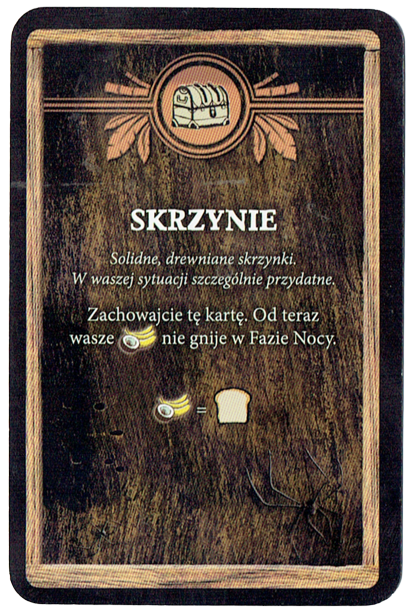 SKRZYNIE
Solidne, drewniane skrzynki.
W waszej sytuacji szczególnie przydatne.
Zachowajcie tę kartę. Od teraz
wasze nie gnije w Fazie Nocy.
=